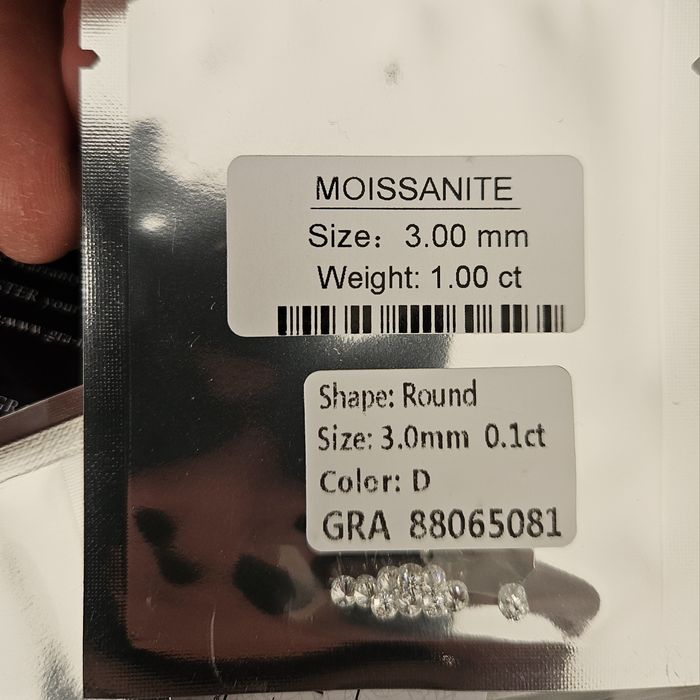 MOISSANITE
Size: 3.00 mm
Weight: 1.00 ct
Shape: Round
Size: 3.0mm 0.1ct
Color: D
GRA 88065081